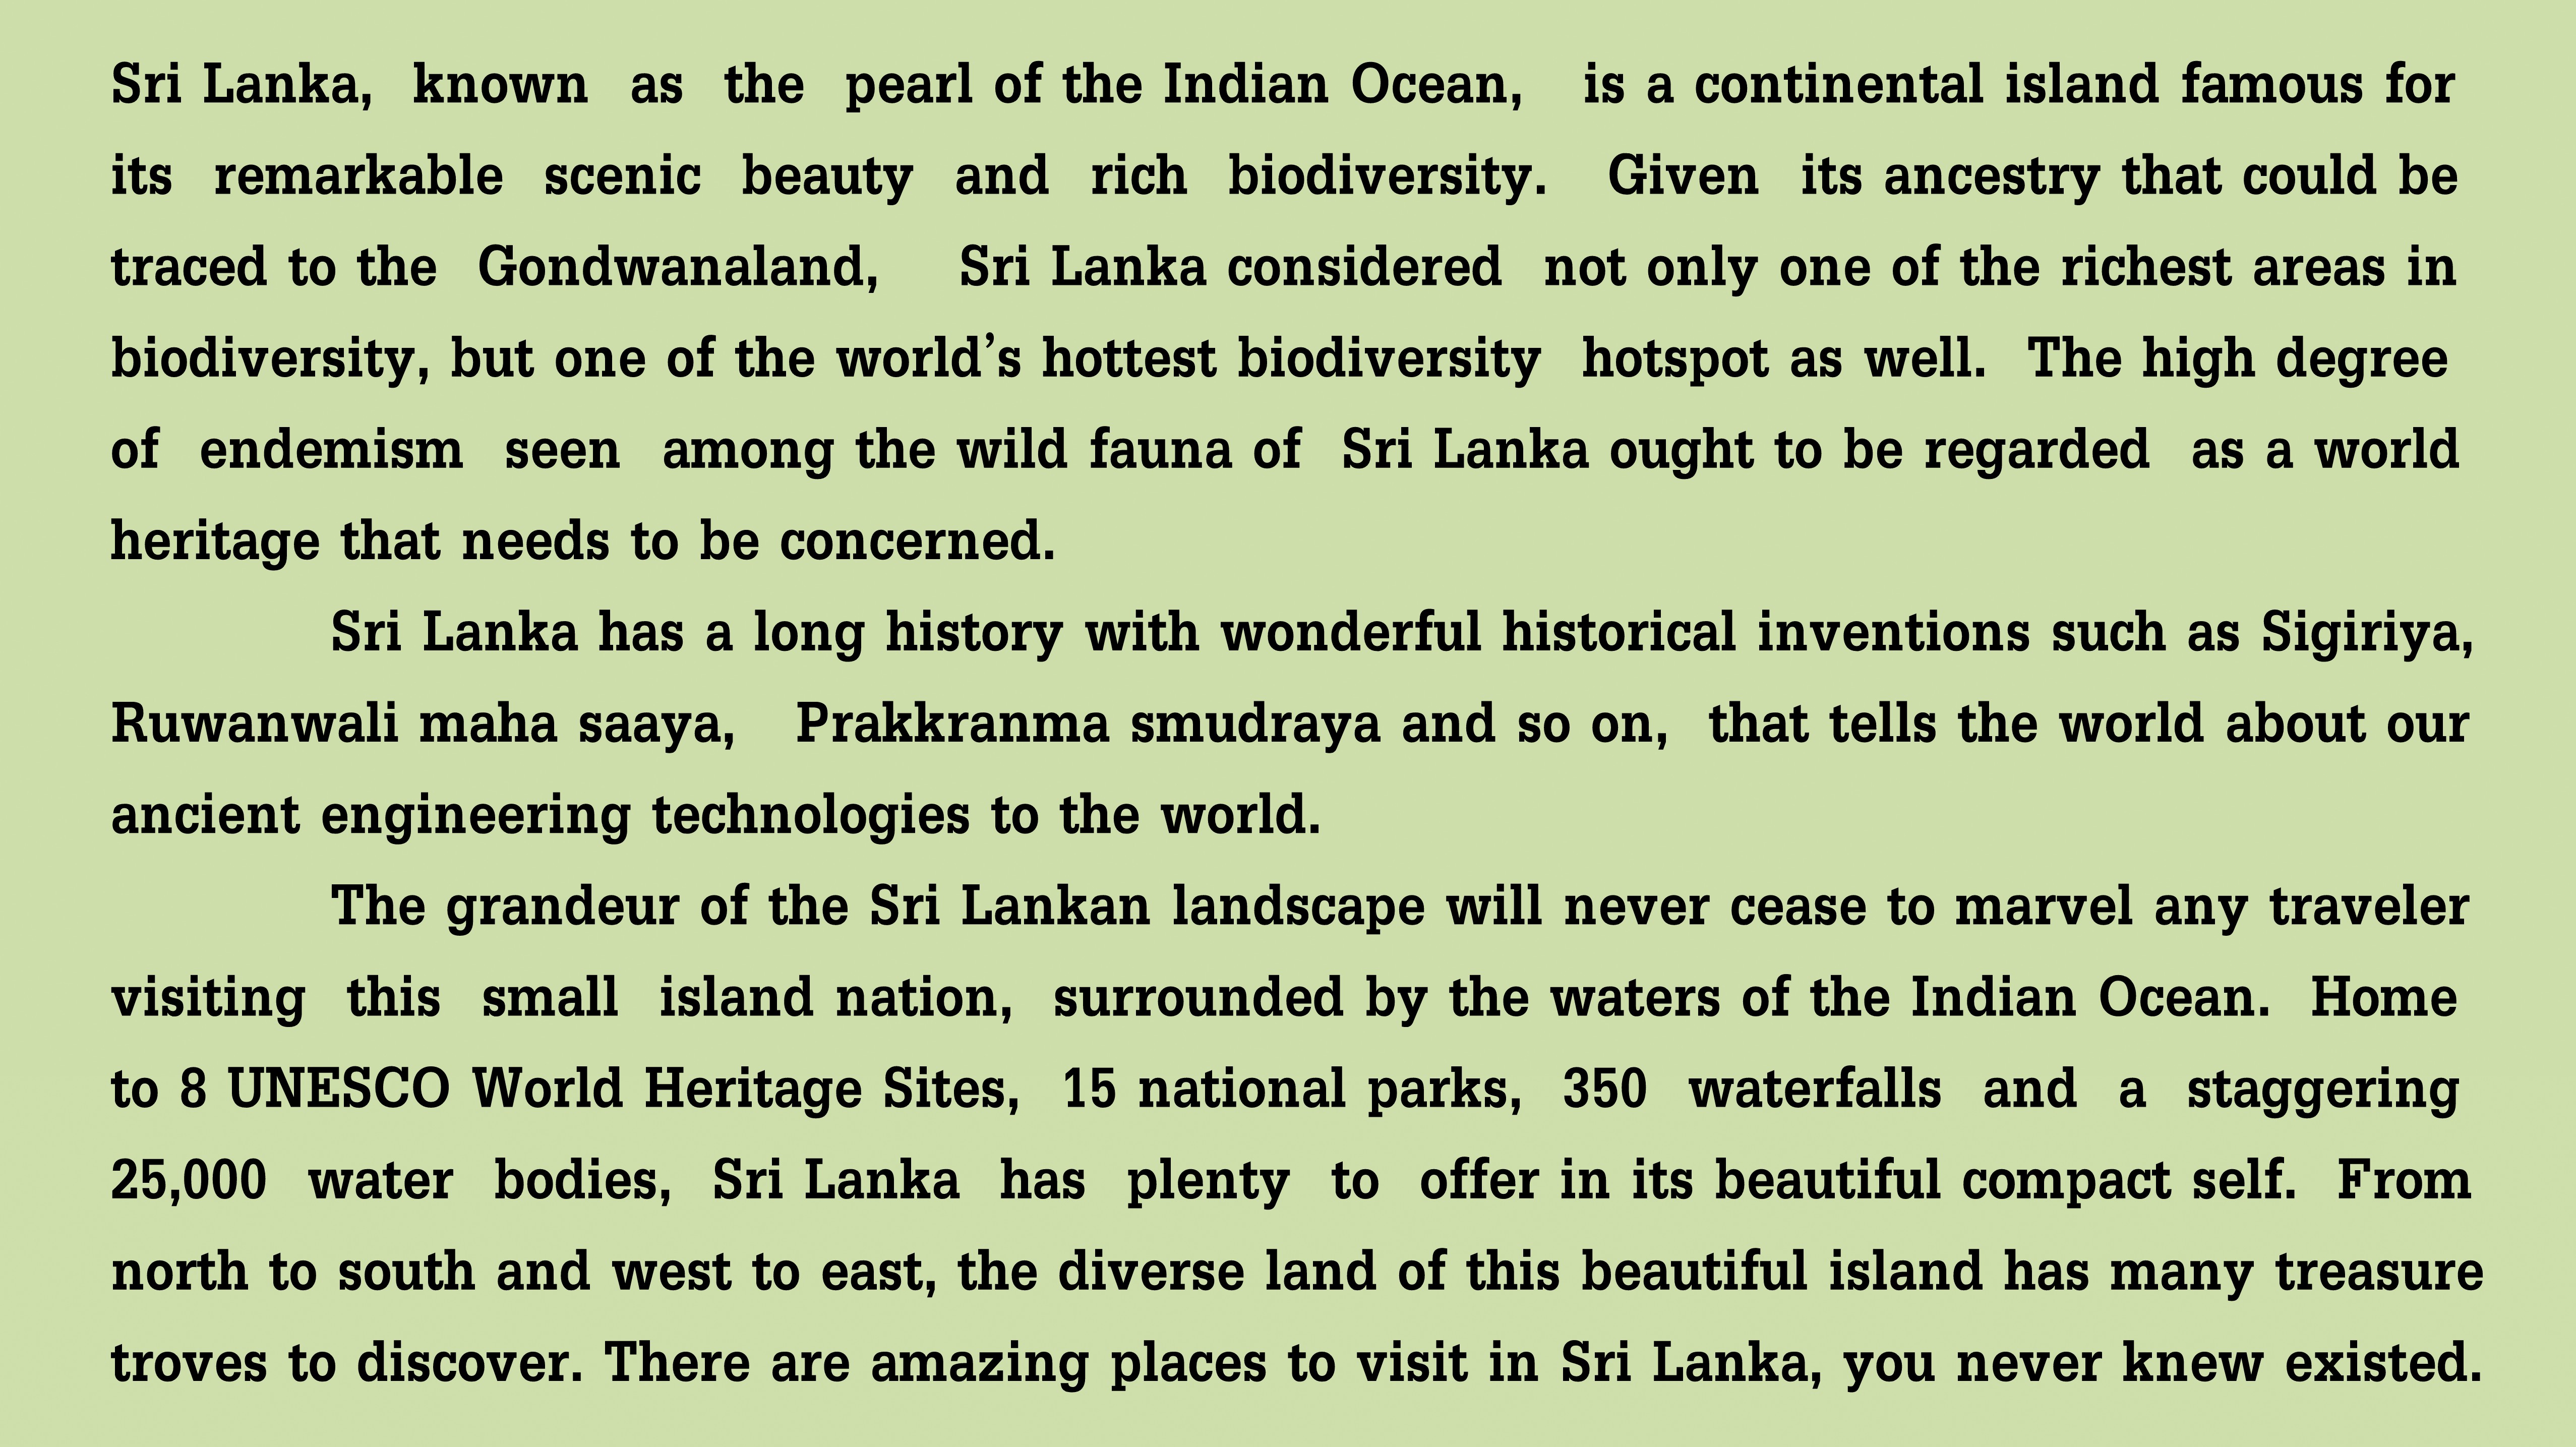 Sri Lanka, known as the pearl of the Indian Ocean, is a continental island famous for
its remarkable scenic beauty and rich biodiversity. Given its ancestry that could be
traced to the Gondwanaland, Sri Lanka considered not only one of the richest areas in
biodiversity, but one of the world’s hottest biodiversity hotspot as well. The high degree
of endemism seen among the wild fauna of Sri Lanka ought to be regarded as a world
heritage that needs to be concerned.
Sri Lanka has a long history with wonderful historical inventions such as Sigiriya,
Ruwanwali maha saaya, Prakkranma smudraya and so on, that tells the world about our
ancient engineering technologies to the world.
The grandeur of the Sri Lankan landscape will never cease to marvel any traveler
visiting this small island nation, surrounded by the waters of the Indian Ocean. Home
to 8 UNESCO World Heritage Sites, 15 national parks, 350 waterfalls and a staggering
25,000 water bodies, Sri Lanka has plenty to offer in its beautiful compact self. From
north to south and west to east, the diverse land of this beautiful island has many treasure
troves to discover. There are amazing places to visit in Sri Lanka, you never knew existed.